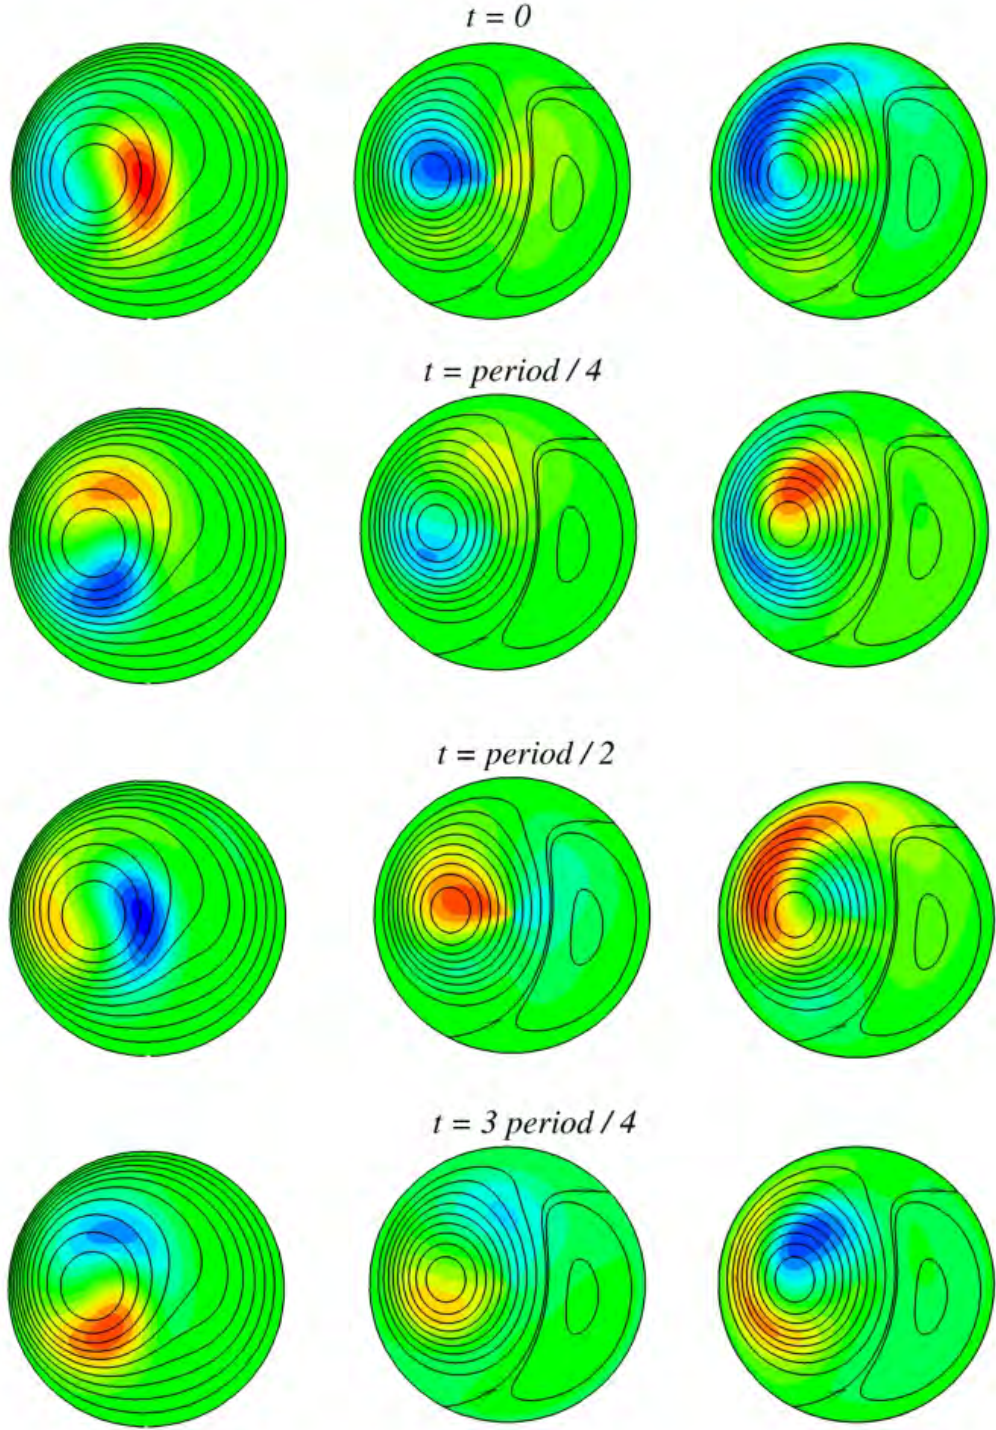 t = 0
t = period / 4
t = period / 2
t = 3 period / 4